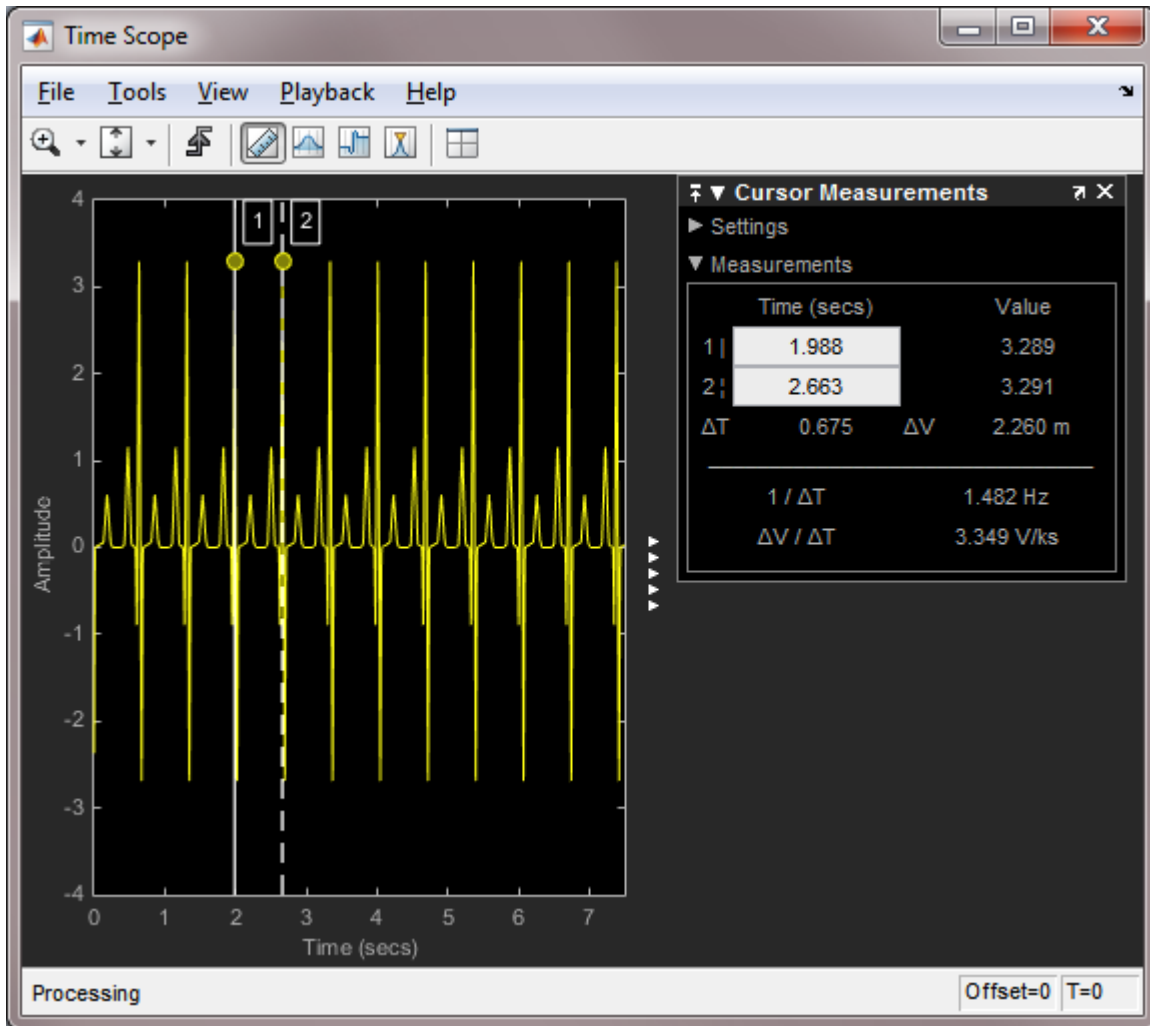 Time Scope
File Tools View Playback Help
4
3
2
1
0
-1
-2
-3
-4
Amplitude
1 2
0 1 2 3 4 5 6 7
Time (secs)
Cursor Measurements
Settings
Measurements
Time (secs) Value
1 | 1.988 3.289
2 ¦ 2.663 3.291
ΔT 0.675 ΔV 2.260 m
1 / ΔT 1.482 Hz
ΔV / ΔT 3.349 V/ks
Processing Offset=0 T=0